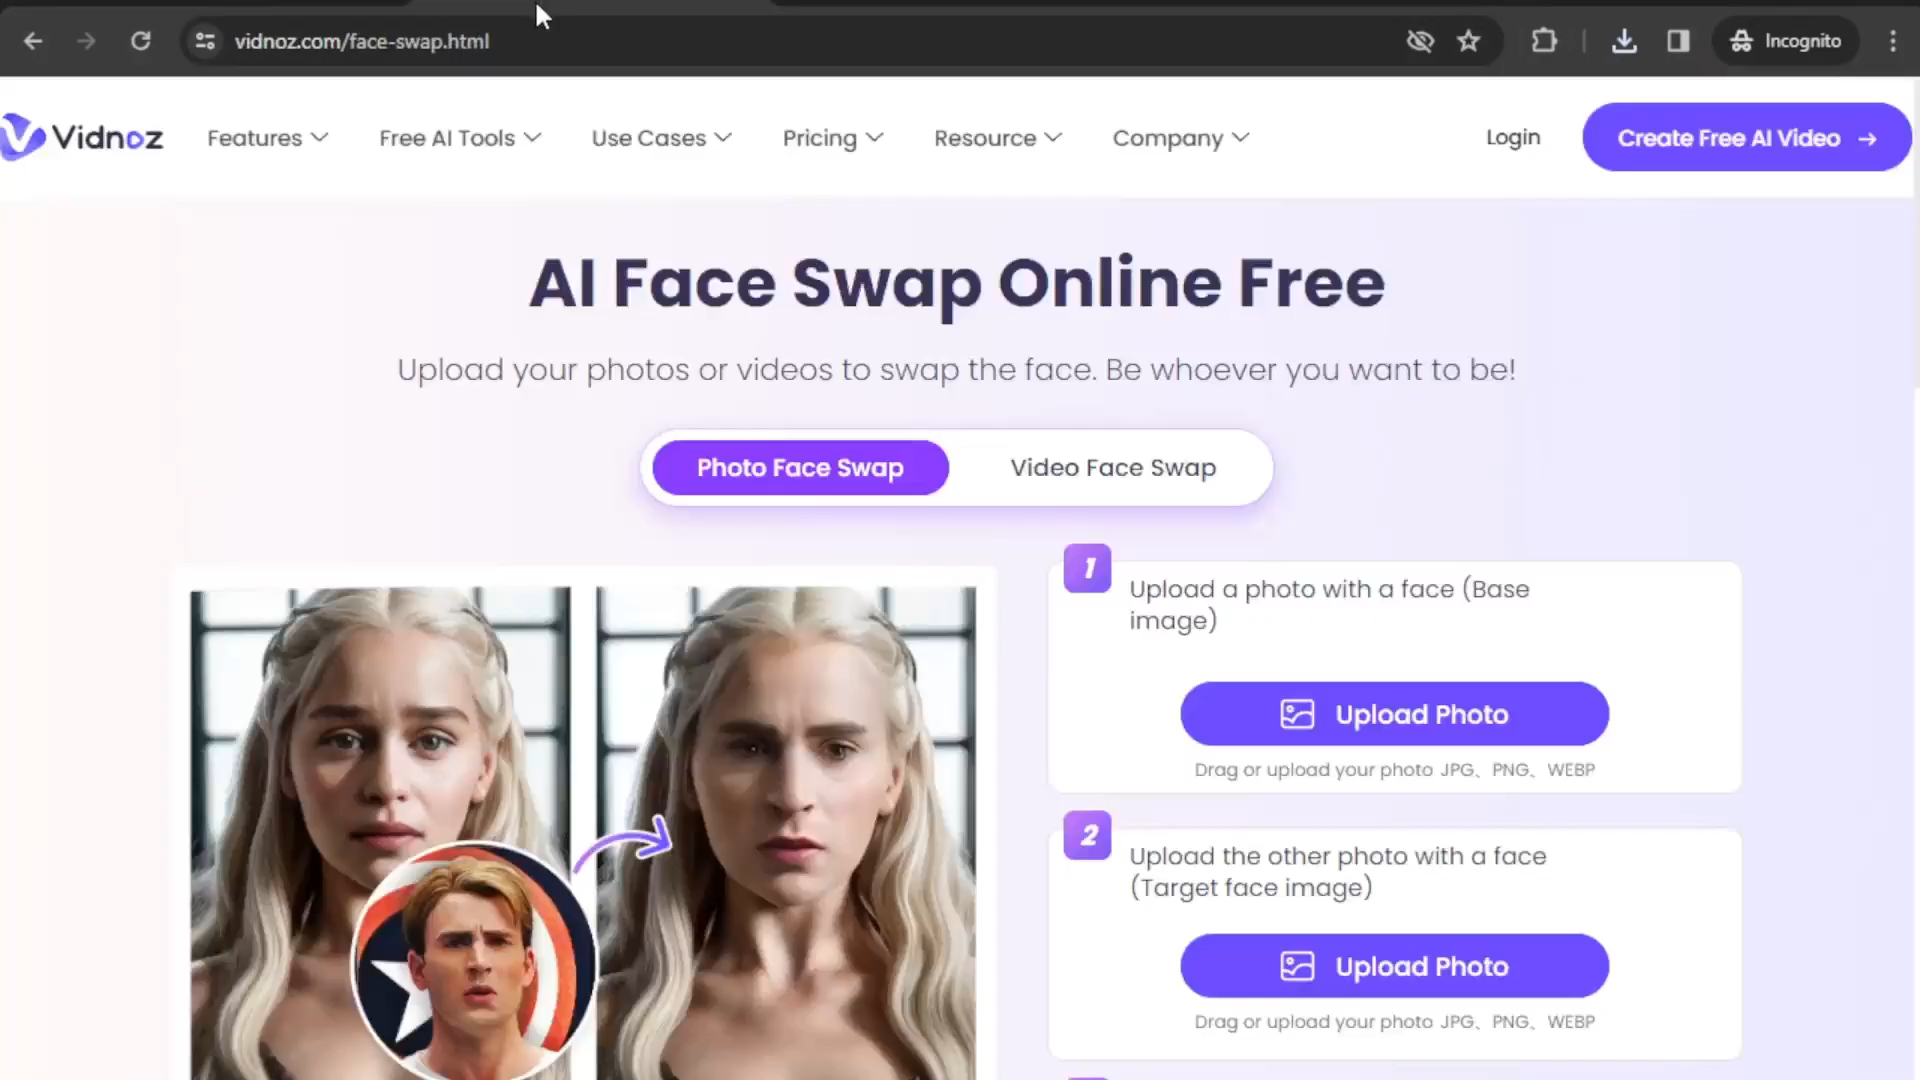 vidnoz.com/face-swap.html
Incognito
Vidnoz
Features
Free AI Tools
Use Cases
Pricing
Resource
Company
Login
Create Free AI Video →
AI Face Swap Online Free
Upload your photos or videos to swap the face. Be whoever you want to be!
Photo Face Swap
Video Face Swap
1
Upload a photo with a face (Base
image)
Upload Photo
Drag or upload your photo JPG、PNG、WEBP
2
Upload the other photo with a face
(Target face image)
Upload Photo
Drag or upload your photo JPG、PNG、WEBP